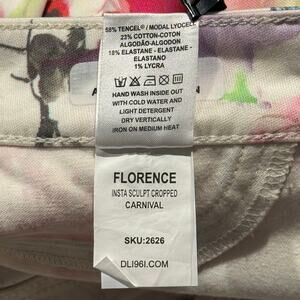 58% TENCEL® / MODAL LYOCELL
23% COTTON-COTON
ALGODÃO-ALGODON
18% ELASTANE - ELASTANE -
ELASTANO
1% LYCRA
HAND WASH INSIDE OUT
WITH COLD WATER AND
LIGHT DETERGENT
DRY VERTICALLY
IRON ON MEDIUM HEAT
FLORENCE
INSTA SCULPT CROPPED
CARNIVAL
SKU:2626
DL1961.COM